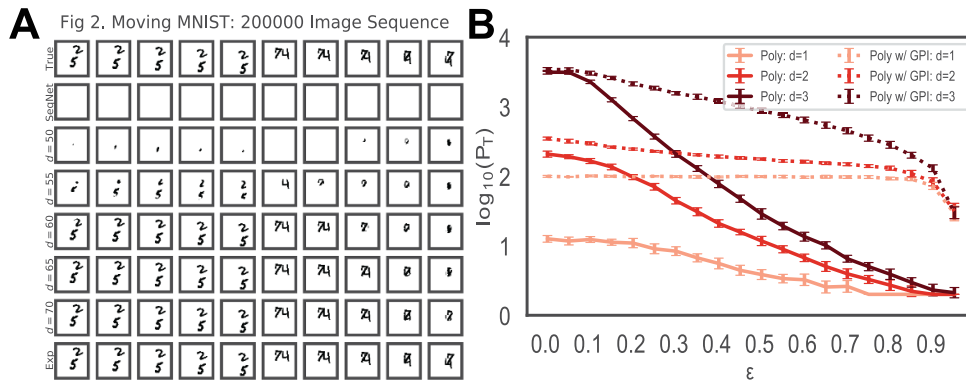 A
Fig 2. Moving MNIST: 200000 Image Sequence
True
SeqNet
d = 50
d = 55
d = 60
d = 65
d = 70
Exp
B
log₁₀(P_T)
4
3
2
1
0
Poly: d=1
Poly: d=2
Poly: d=3
Poly w/ GPI: d=1
Poly w/ GPI: d=2
Poly w/ GPI: d=3
0.0 0.1 0.2 0.3 0.4 0.5 0.6 0.7 0.8 0.9
ε